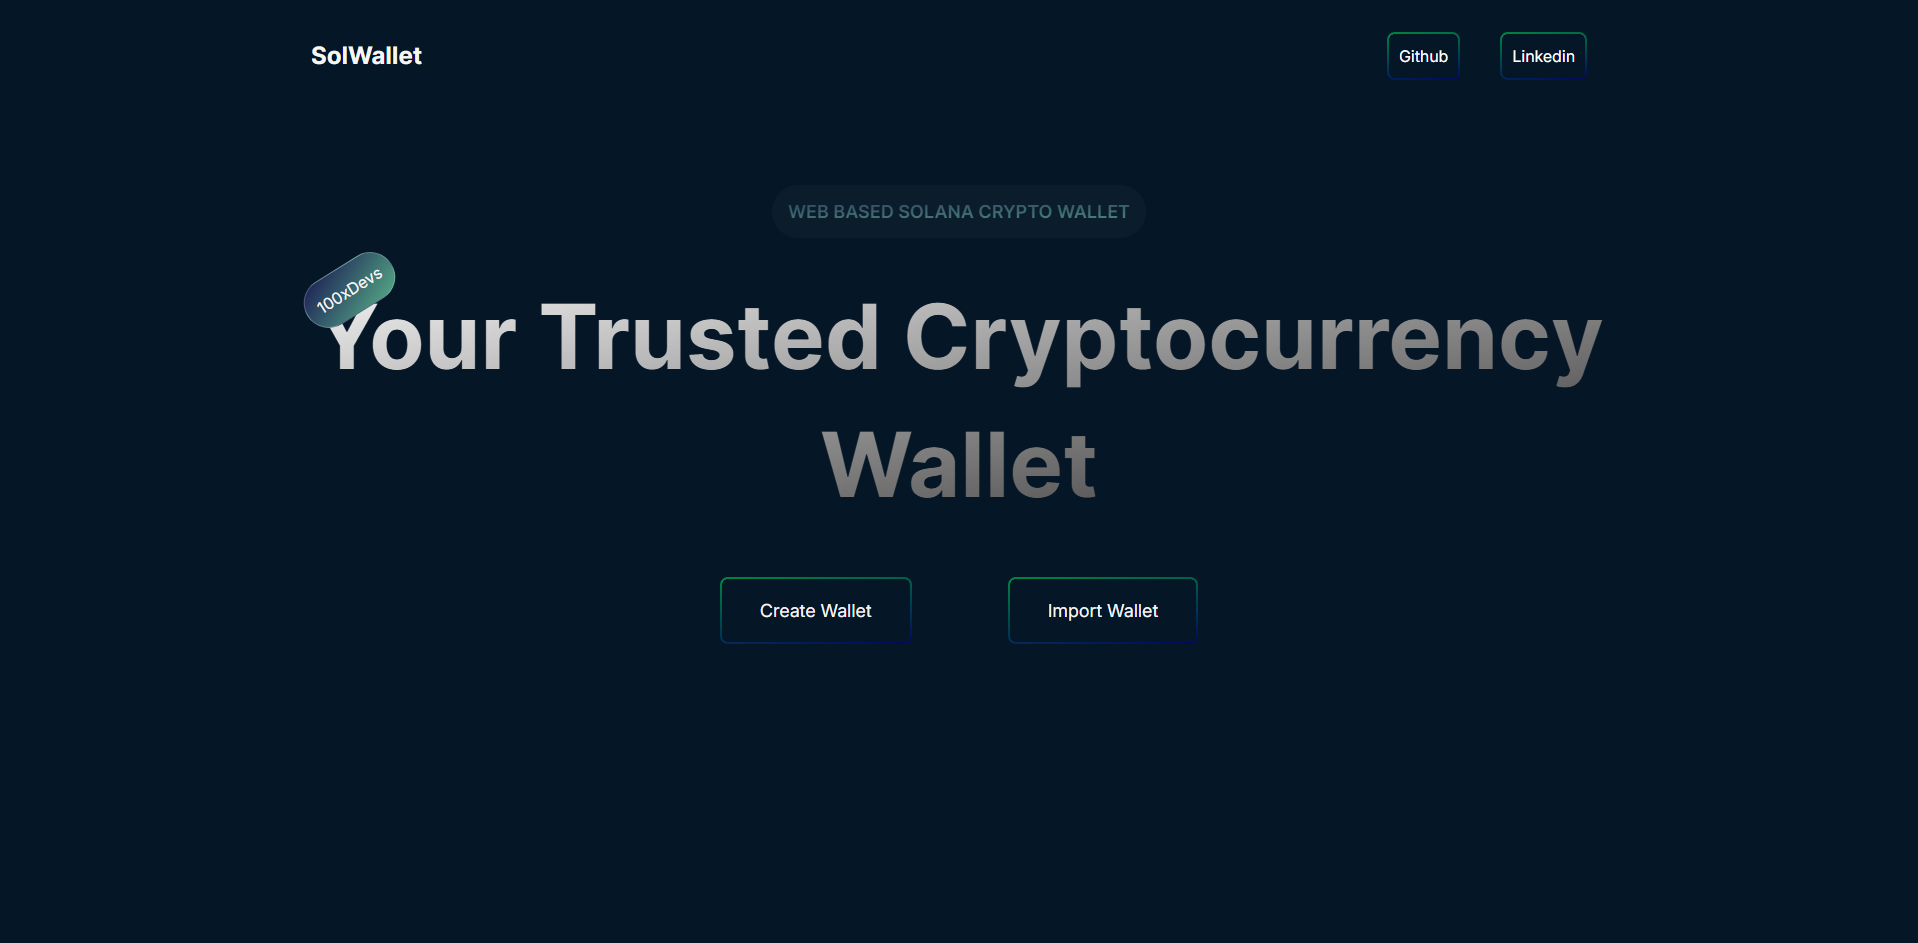 SolWallet
Github
Linkedin
WEB BASED SOLANA CRYPTO WALLET
100xDevs
Your Trusted Cryptocurrency
Wallet
Create Wallet
Import Wallet